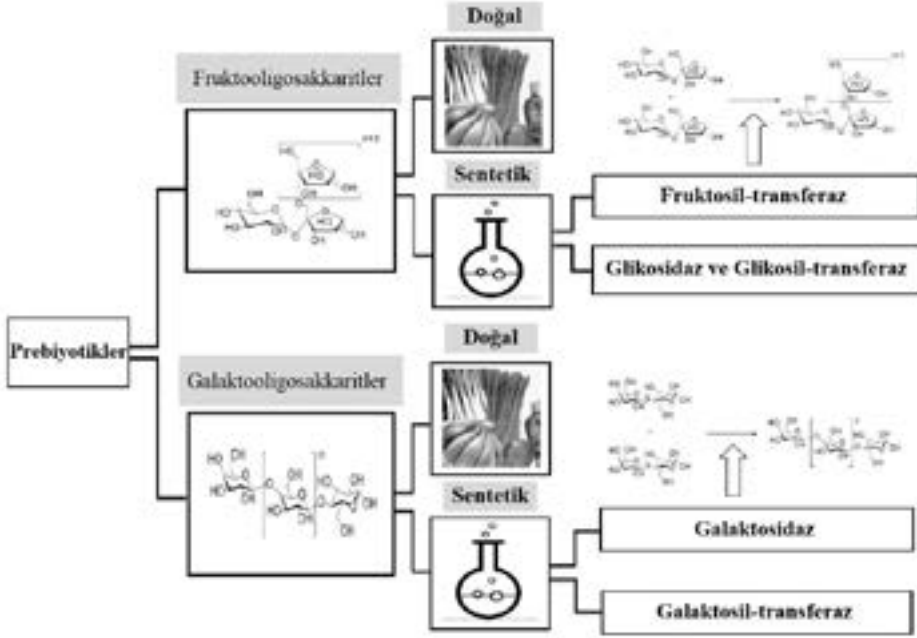 Doğal
Fruktooligosakkaritler
Sentetik
Fruktosil-transferaz
Glikosidaz ve Glikosil-transferaz
Prebiyotikler
Doğal
Galaktooligosakkaritler
Sentetik
Galaktosidaz
Galaktosil-transferaz